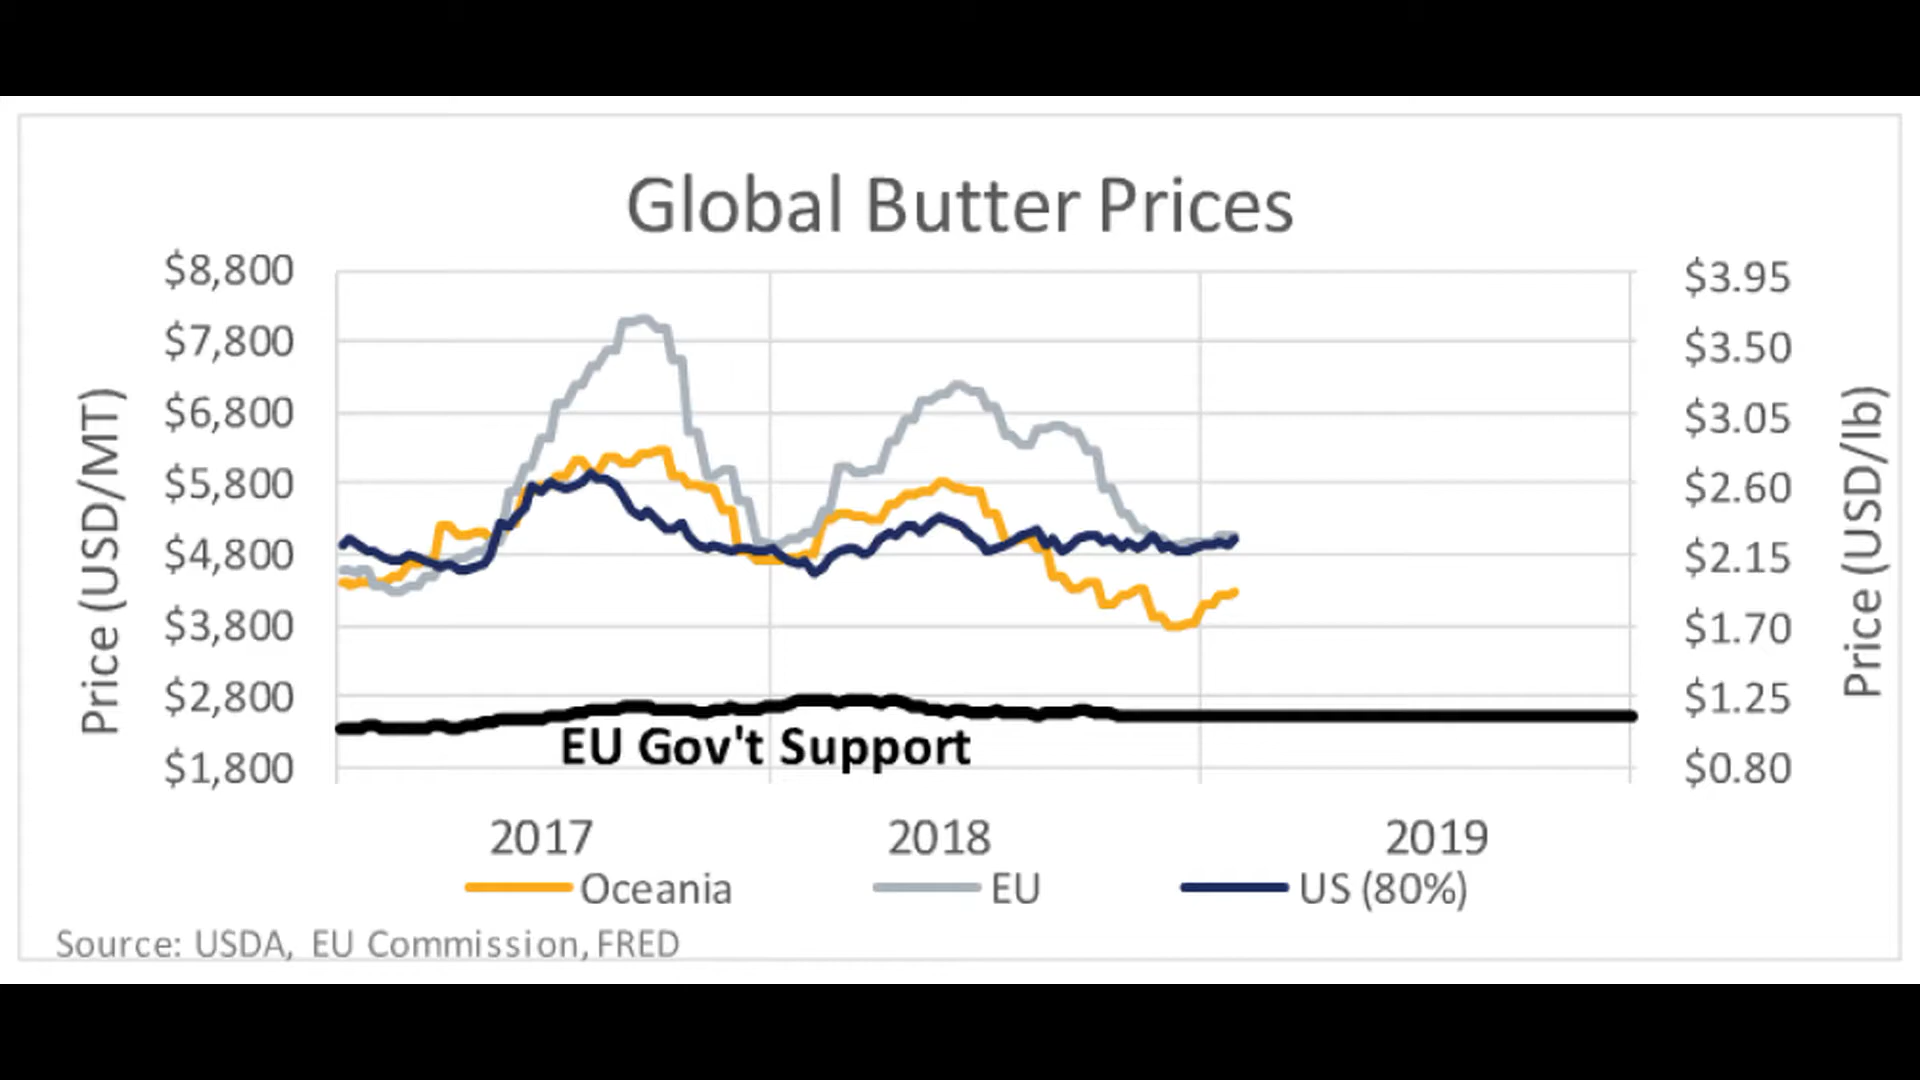 Global Butter Prices
$8,800
$7,800
$6,800
$5,800
$4,800
$3,800
$2,800
$1,800
Price (USD/MT)
$3.95
$3.50
$3.05
$2.60
$2.15
$1.70
$1.25
$0.80
Price (USD/lb)
EU Gov't Support
2017 2018 2019
Oceania EU US (80%)
Source: USDA, EU Commission, FRED